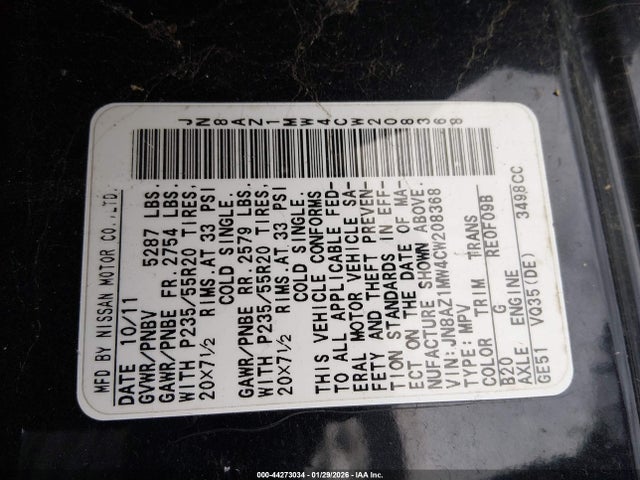 JN8AZ1MW4CW208368
MFD BY NISSAN MOTOR CO.,LTD.
DATE 10/11
GVWR/PNBV 5287 LBS.
GAWR/PNBE FR. 2754 LBS.
WITH P235/55R20 TIRES,
20X7½ RIMS.AT 33 PSI
COLD SINGLE.
GAWR/PNBE RR. 2579 LBS.
WITH P235/55R20 TIRES,
20X7½ RIMS.AT 33 PSI
COLD SINGLE.
THIS VEHICLE CONFORMS
TO ALL APPLICABLE FED-
ERAL MOTOR VEHICLE SA-
FETY AND THEFT PREVEN-
TION STANDARDS IN EFF-
ECT ON THE DATE OF MA-
NUFACTURE SHOWN ABOVE.
VIN:JN8AZ1MW4CW208368
TYPE: MPV
COLOR TRIM TRANS
B20 G RE0F09B
AXLE ENGINE
GE51 VQ35(DE) 3498CC
000-44273034 | 01/29/2026 - IAA Inc.